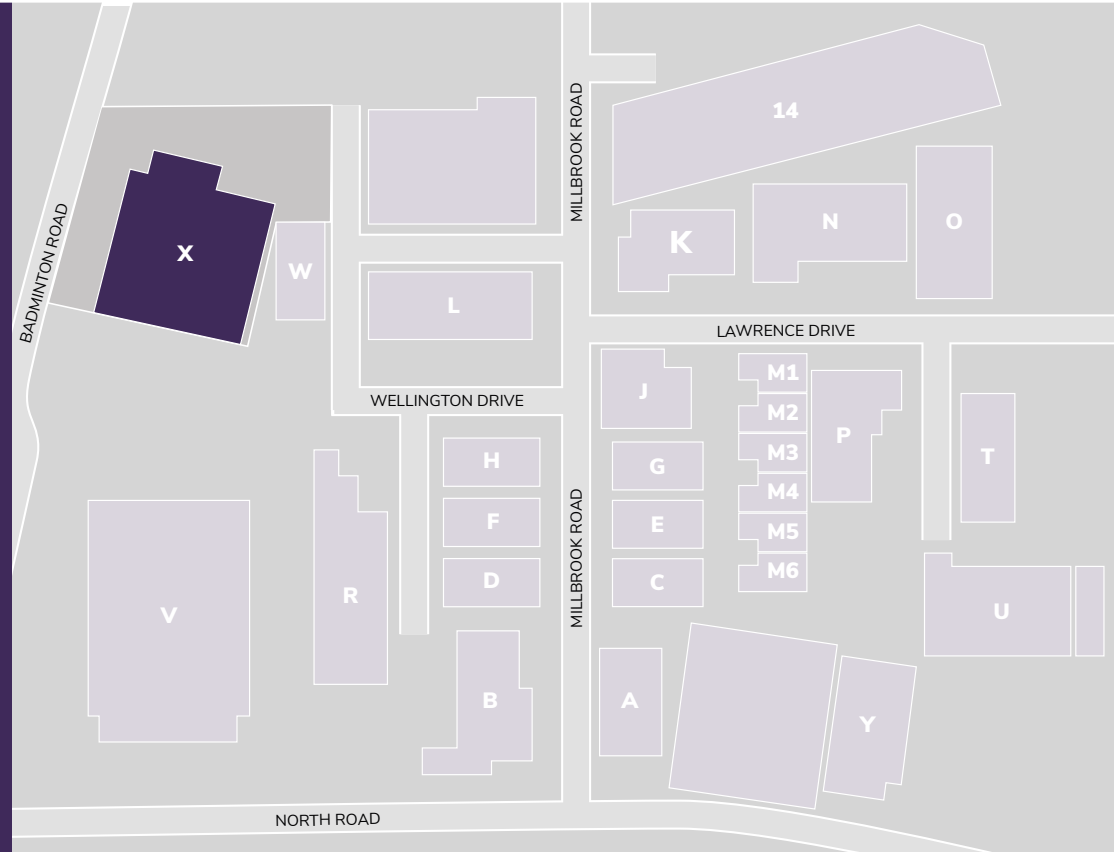 MILLBROOK ROAD
14
BADMINTON ROAD
X
W
K
N
O
L
LAWRENCE DRIVE
WELLINGTON DRIVE
J
M1
M2
M3
M4
M5
M6
P
T
H
G
F
E
D
C
MILLBROOK ROAD
R
V
U
B
A
Y
NORTH ROAD